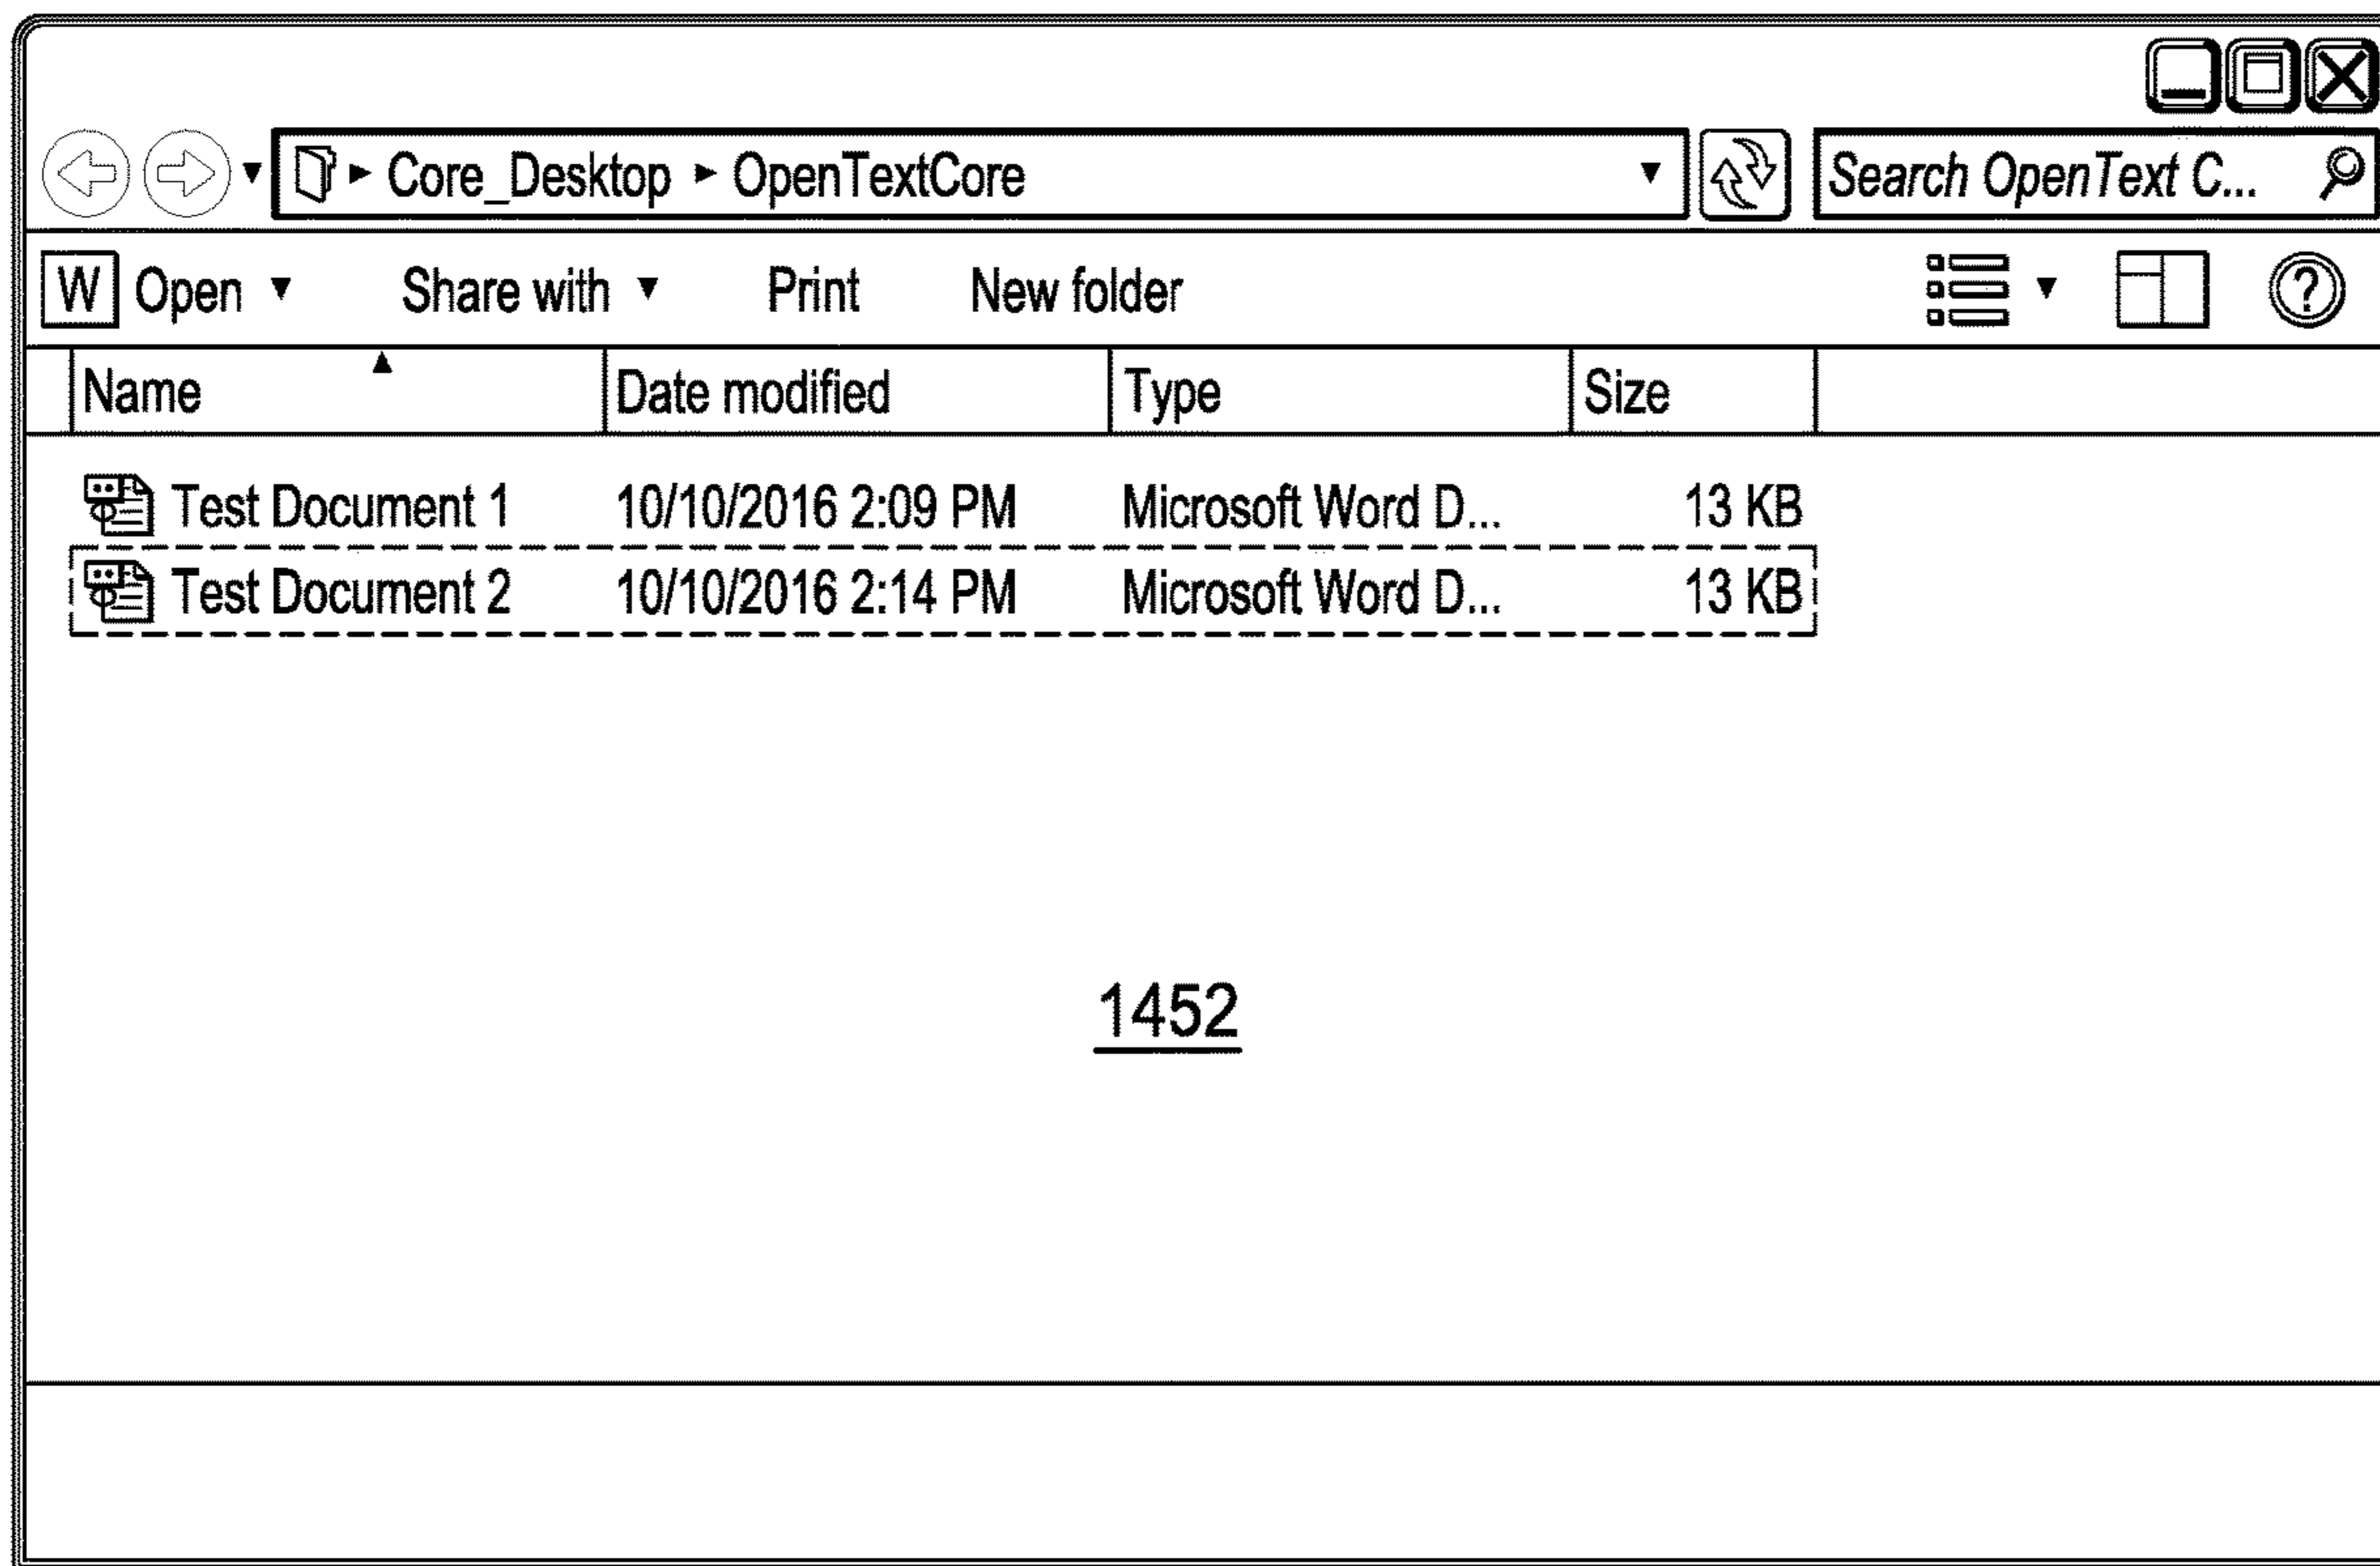 Core_Desktop ▸ OpenTextCore Search OpenText C...
W Open Share with Print New folder ?
Name Date modified Type Size
Test Document 1 10/10/2016 2:09 PM Microsoft Word D... 13 KB
Test Document 2 10/10/2016 2:14 PM Microsoft Word D... 13 KB
1452